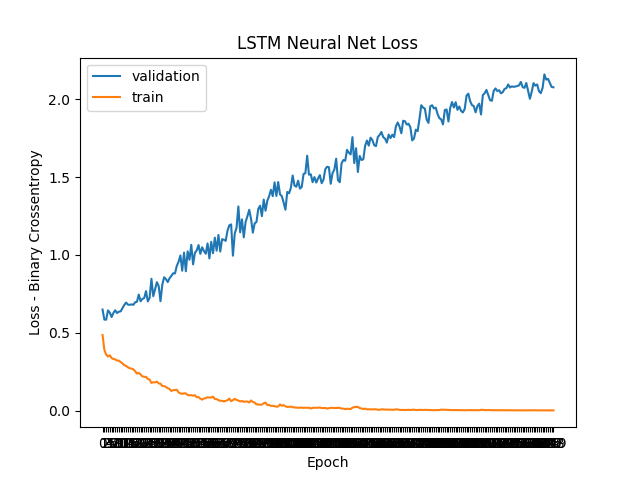 LSTM Neural Net Loss
validation
train
2.0
1.5
1.0
0.5
0.0
Loss - Binary Crossentropy
Epoch